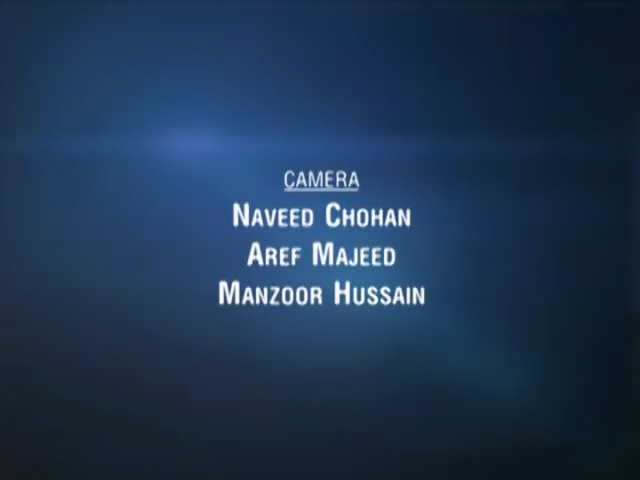 CAMERA
NAVEED CHOHAN
AREF MAJEED
MANZOOR HUSSAIN